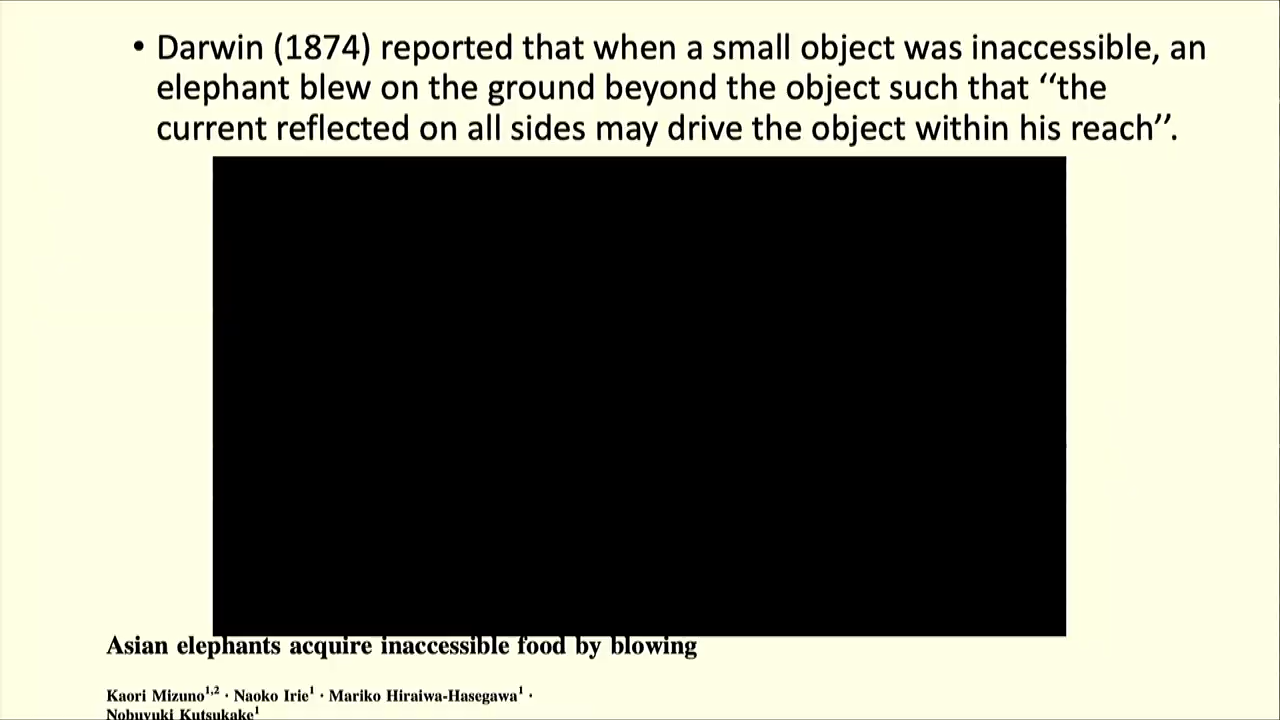 • Darwin (1874) reported that when a small object was inaccessible, an
elephant blew on the ground beyond the object such that ‘‘the
current reflected on all sides may drive the object within his reach’’.
Asian elephants acquire inaccessible food by blowing
Kaori Mizuno1,2 · Naoko Irie1 · Mariko Hiraiwa-Hasegawa1 ·
Nobuyuki Kutsukake1